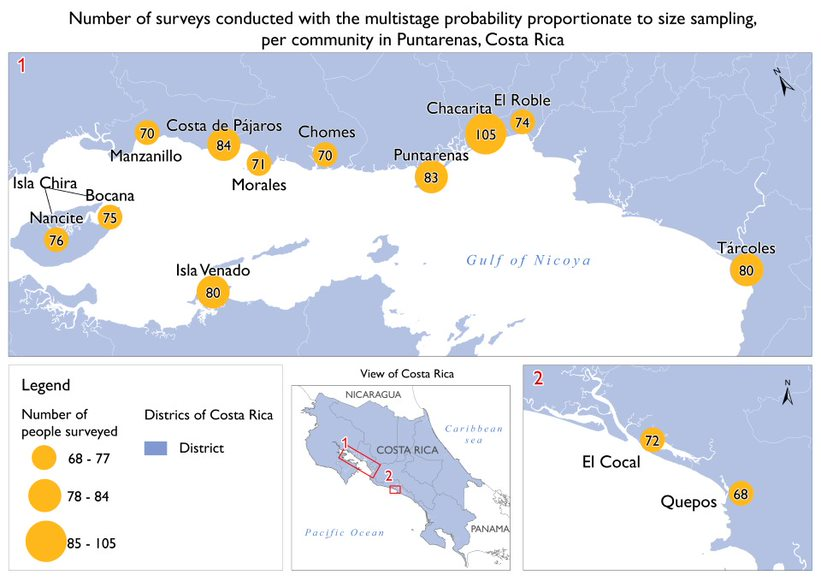 Number of surveys conducted with the multistage probability proportionate to size sampling,
per community in Puntarenas, Costa Rica
1
N
El Roble
74
Chacarita
105
Costa de Pájaros
84
70
Manzanillo
Chomes
70
71
Morales
Puntarenas
83
Isla Chira
Bocana
75
Nancite
76
Isla Venado
80
Gulf of Nicoya
Tárcoles
80
Legend
Number of
people surveyed
68 - 77
78 - 84
85 - 105
Districs of Costa Rica
District
View of Costa Rica
NICARAGUA
Caribbean
sea
1
COSTA RICA
2
Pacific Ocean
PANAMA
2
N
72
El Cocal
Quepos
68